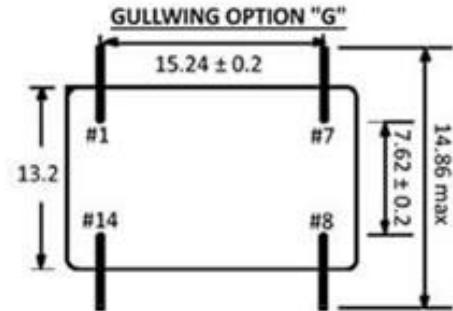 GULLWING OPTION "G"
15.24 ± 0.2
#1
#7
13.2
7.62 ± 0.2
14.86 max
#14
#8